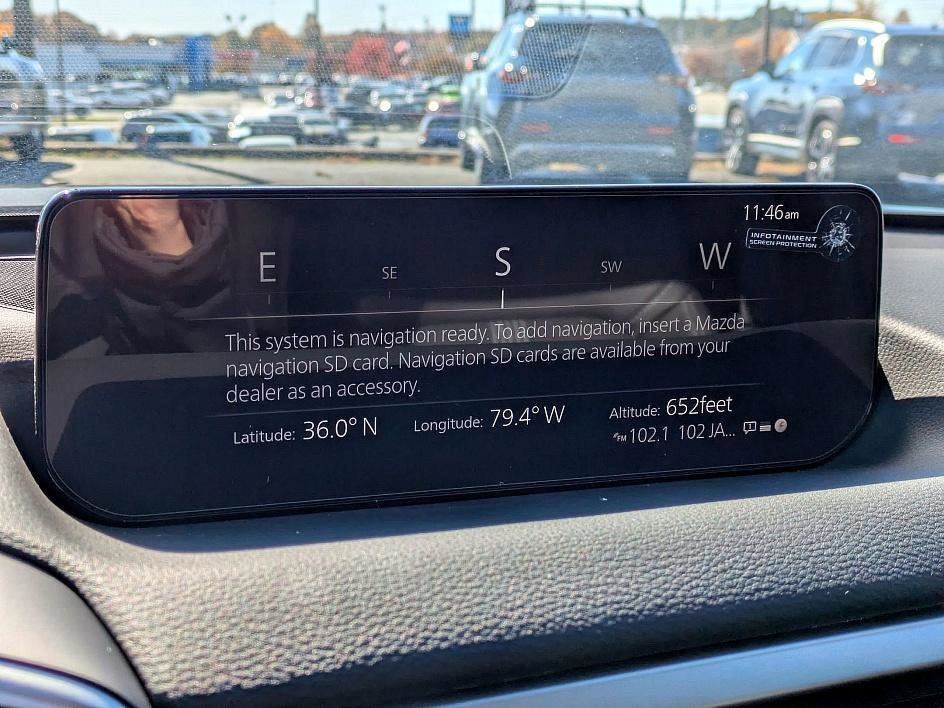 11:46am
INFOTAINMENT
SCREEN PROTECTION
E SE S SW W
This system is navigation ready. To add navigation, insert a Mazda
navigation SD card. Navigation SD cards are available from your
dealer as an accessory.
Latitude: 36.0° N Longitude: 79.4° W Altitude: 652feet
FM 102.1 102 JA...